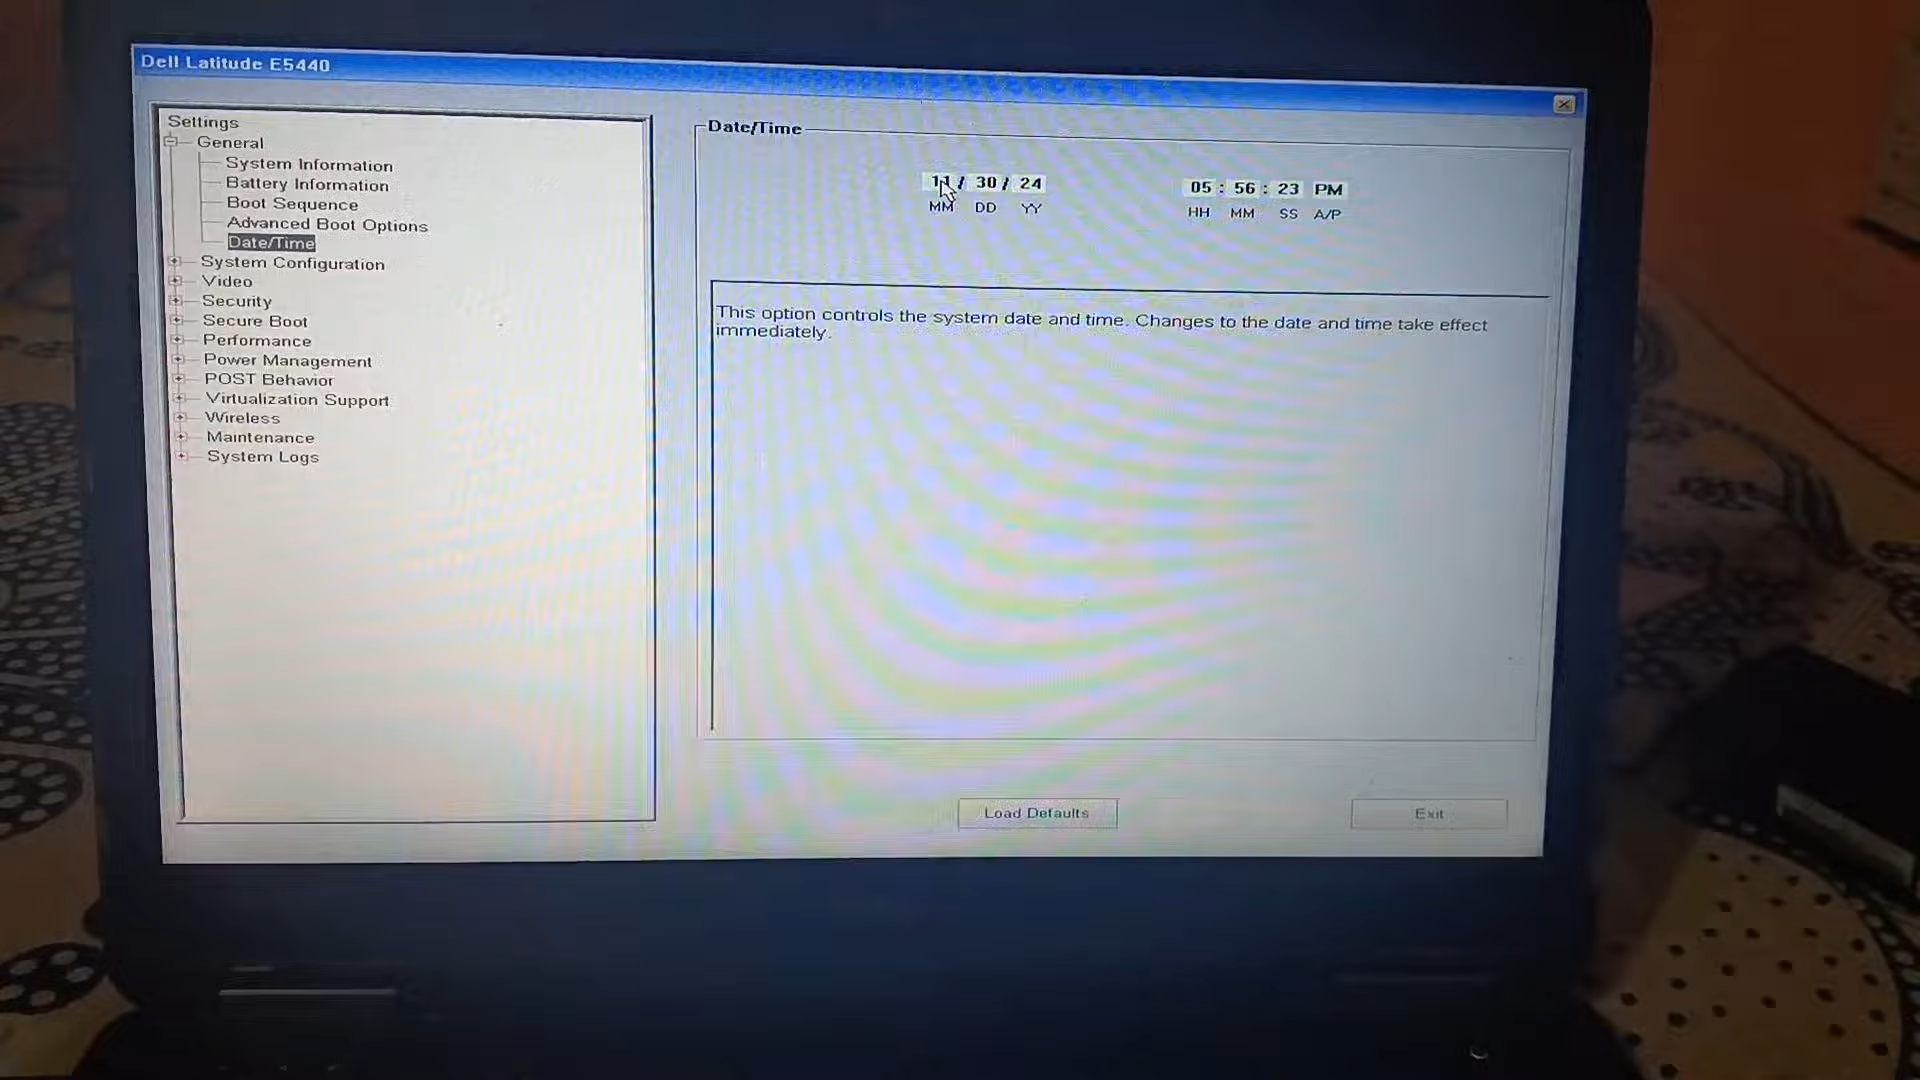 Dell Latitude E5440
Settings
General
System Information
Battery Information
Boot Sequence
Advanced Boot Options
Date/Time
System Configuration
Video
Security
Secure Boot
Performance
Power Management
POST Behavior
Virtualization Support
Wireless
Maintenance
System Logs
Date/Time
11 / 30 / 24
MM DD YY
05 : 56 : 23 PM
HH MM SS A/P
This option controls the system date and time. Changes to the date and time take effect
immediately.
Load Defaults
Exit